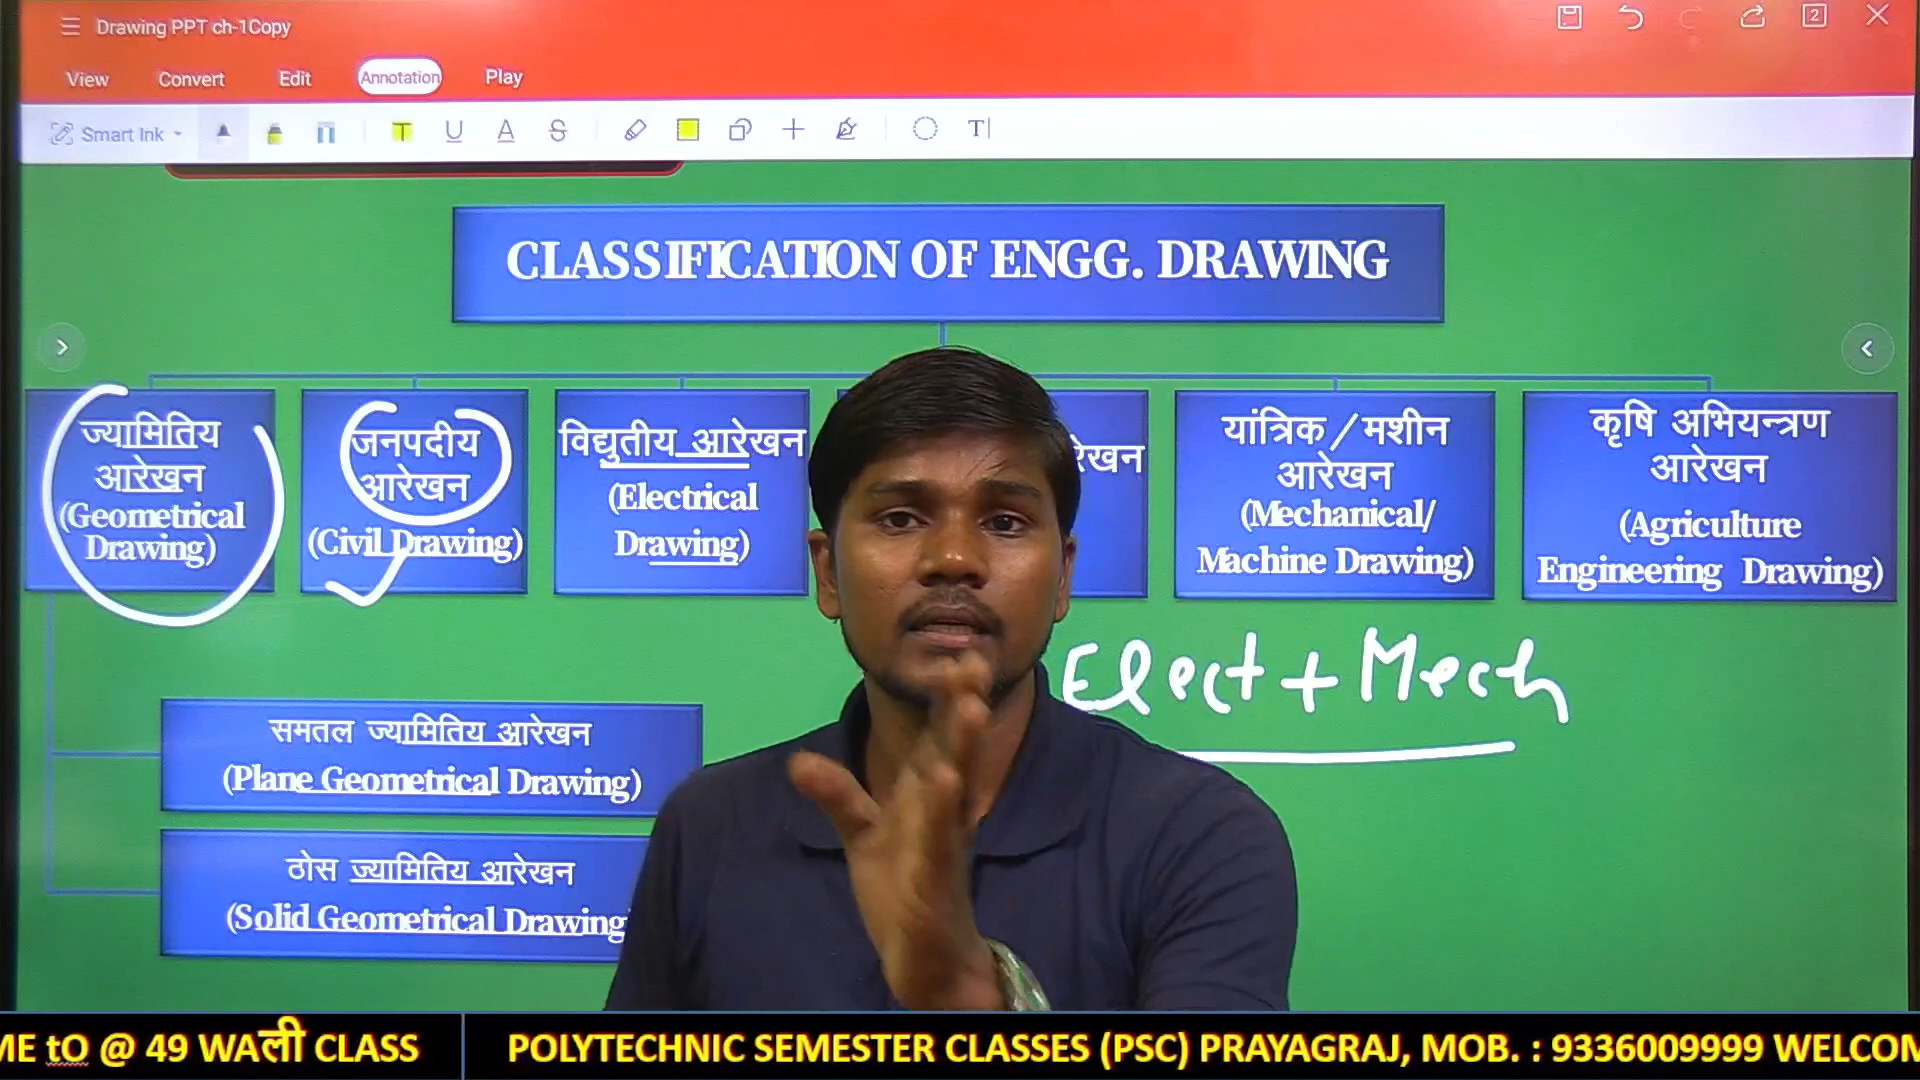 Drawing PPT ch-1Copy
2
View Convert Edit Annotation Play
Smart Ink
CLASSIFICATION OF ENGG. DRAWING
ज्यामितिय
आरेखन
(Geometrical
Drawing)
जनपदीय
आरेखन
(Civil Drawing)
विद्युतीय आरेखन
(Electrical
Drawing)
यांत्रिक/मशीन
आरेखन
(Mechanical/
Machine Drawing)
कृषि अभियन्त्रण
आरेखन
(Agriculture
Engineering Drawing)
Elect + Mech
समतल ज्यामितिय आरेखन
(Plane Geometrical Drawing)
ठोस ज्यामितिय आरेखन
(Solid Geometrical Drawing
ME tO @ 49 WAली CLASS
POLYTECHNIC SEMESTER CLASSES (PSC) PRAYAGRAJ, MOB. : 9336009999 WELCOM